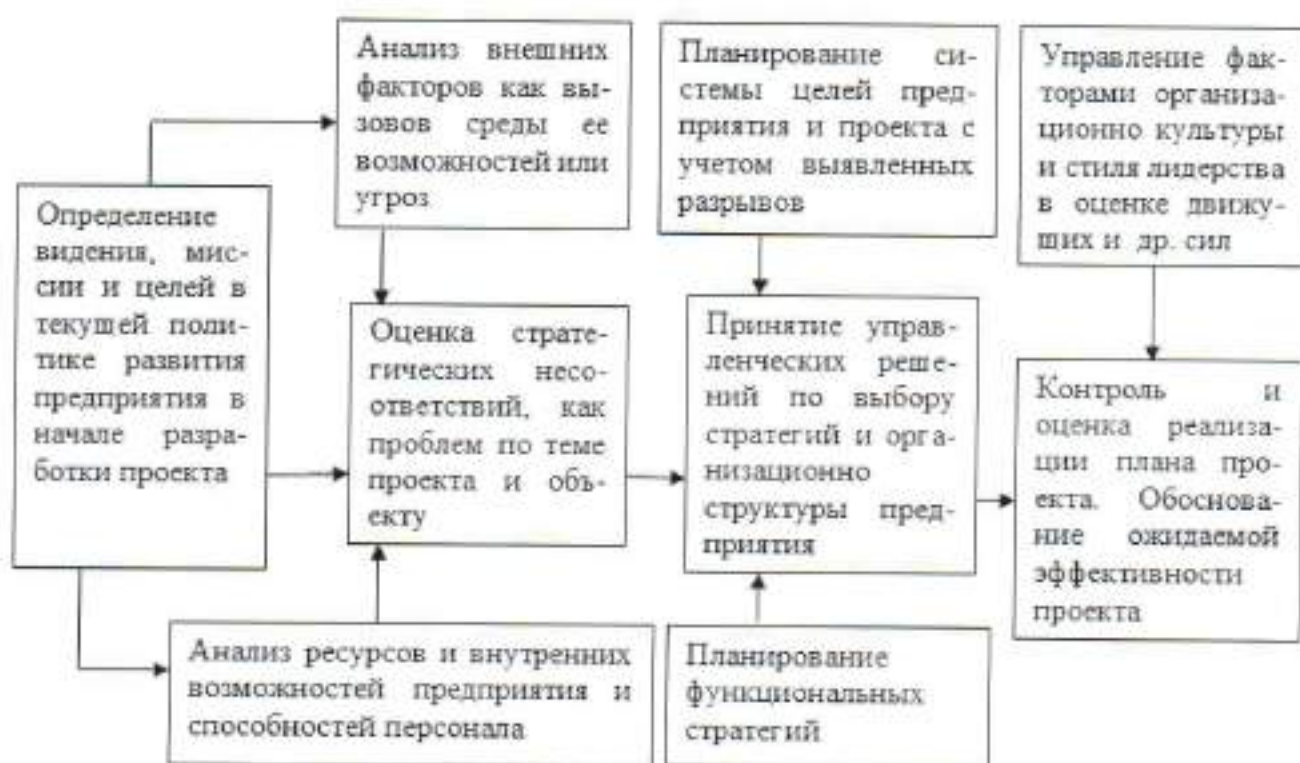 Анализ внешних
факторов как вы-
зовов среды ее
возможностей или
угроз
Планирование си-
стемы целей пред-
приятия и проекта с
учетом выявленных
разрывов
Управление фак-
торами организа-
ционно культуры
и стиля лидерства
в оценке движу-
щих и др. сил
Определение
видения, мис-
сии и целей в
текущей поли-
тике развития
предприятия в
начале разра-
ботки проекта
Оценка страте-
гических несо-
ответствий, как
проблем по теме
проекта и объ-
екту
Принятие управ-
ленческих реше-
ний по выбору
стратегий и орга-
низационно
структуры пред-
приятия
Контроль и
оценка реализа-
ции плана про-
екта. Обоснова-
ние ожидаемой
эффективности
проекта
Анализ ресурсов и внутренних
возможностей предприятия и
способностей персонала
Планирование
функциональных
стратегий